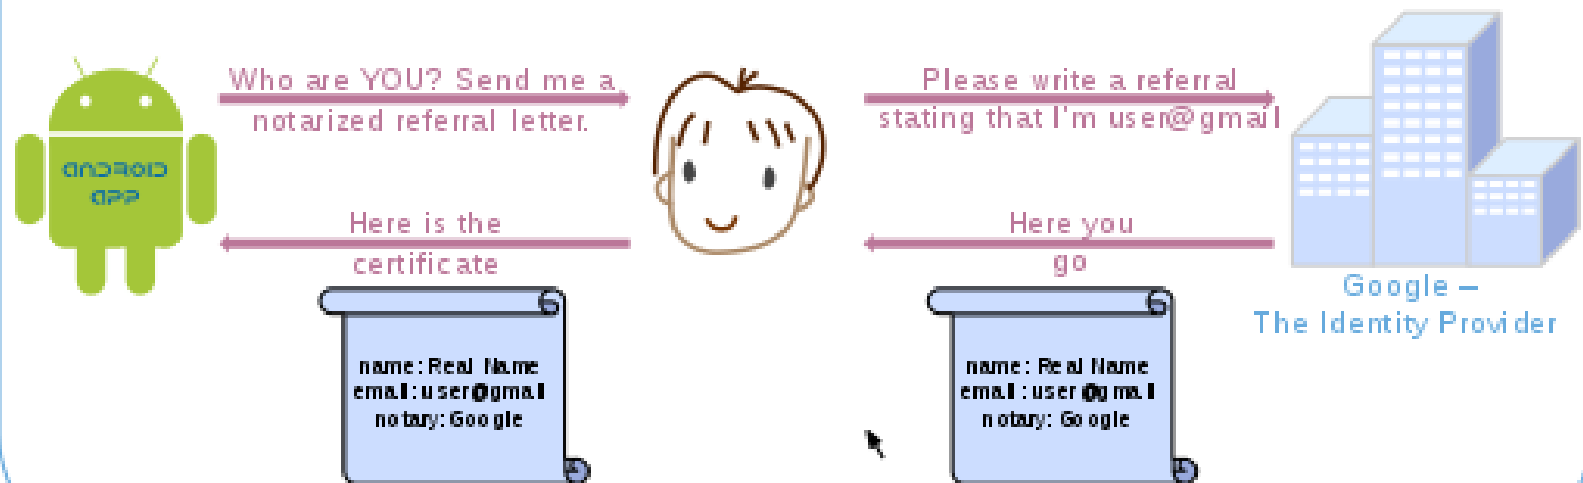 Who are YOU? Send me a
notarized referral letter.
Please write a referral
stating that I'm user@gmail
android
app
Here is the
certificate
Here you
go
Google –
The Identity Provider
name: Real Name
email: user@gmail
notary: Google
name: Real Name
email: user@gmail
notary: Google